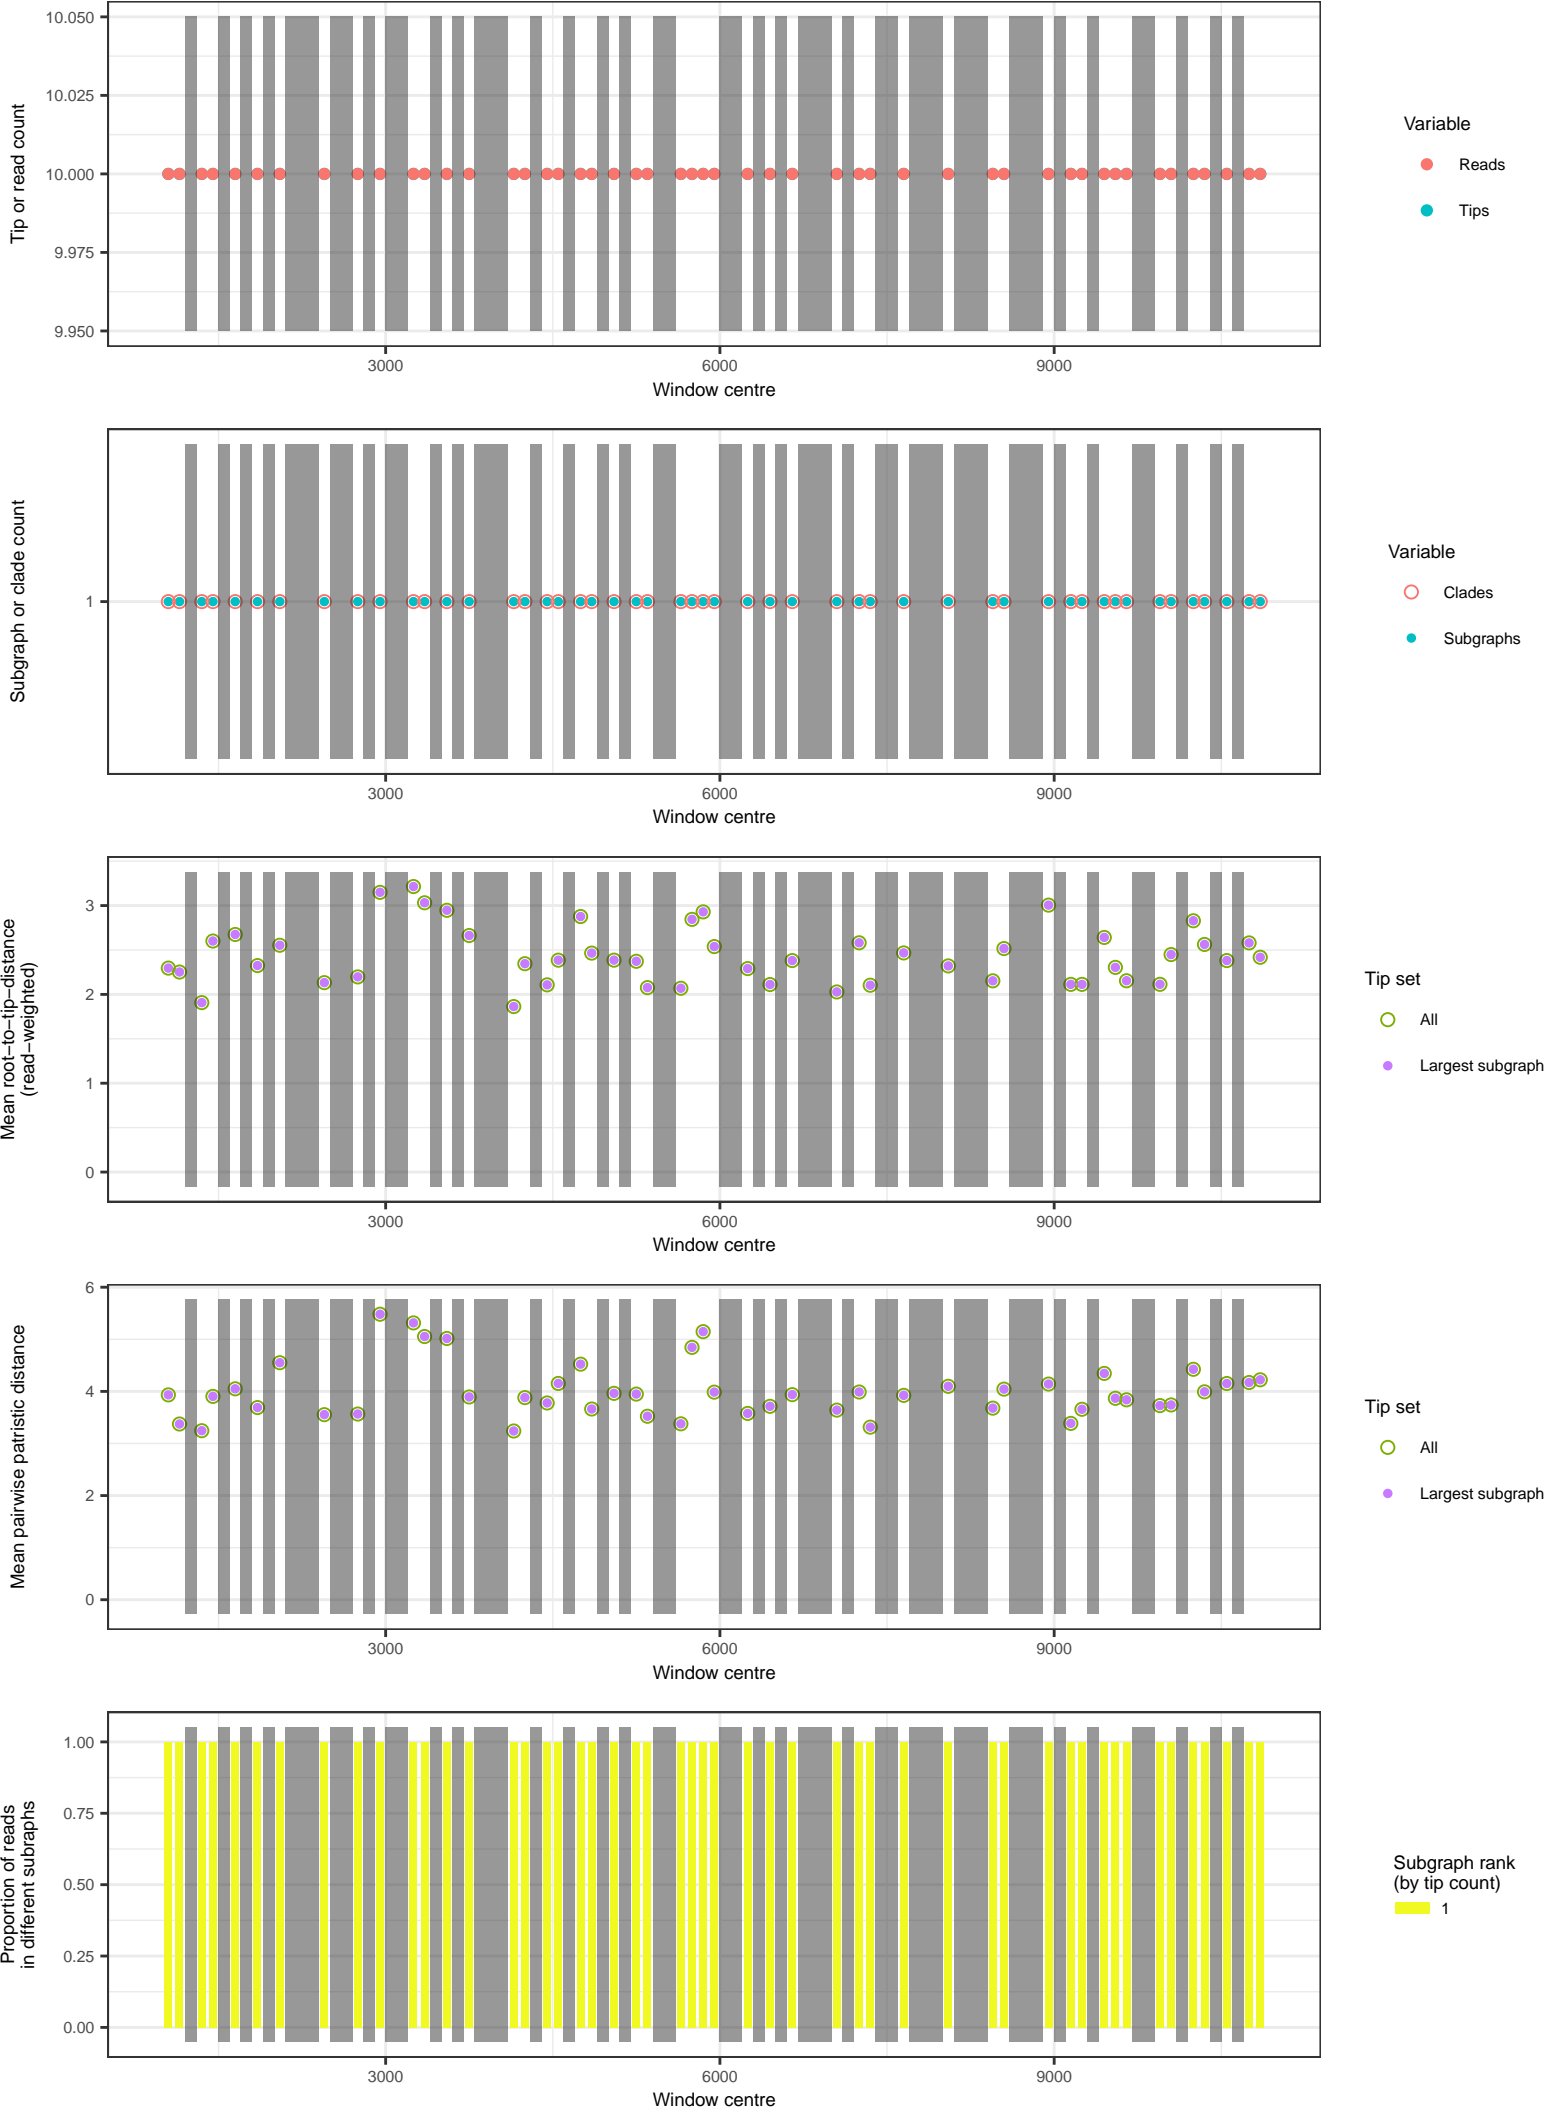 10.050
10.025
10.000
9.975
9.950
Tip or read count
3000
6000
9000
Window centre
Variable
Reads
Tips
1
Subgraph or clade count
3000
6000
9000
Window centre
Variable
Clades
Subgraphs
3
2
1
0
Mean root−to−tip−distance
(read−weighted)
3000
6000
9000
Window centre
Tip set
All
Largest subgraph
6
4
2
0
Mean pairwise patristic distance
3000
6000
9000
Window centre
Tip set
All
Largest subgraph
1.00
0.75
0.50
0.25
0.00
Proportion of reads
in different subraphs
3000
6000
9000
Window centre
Subgraph rank
(by tip count)
1